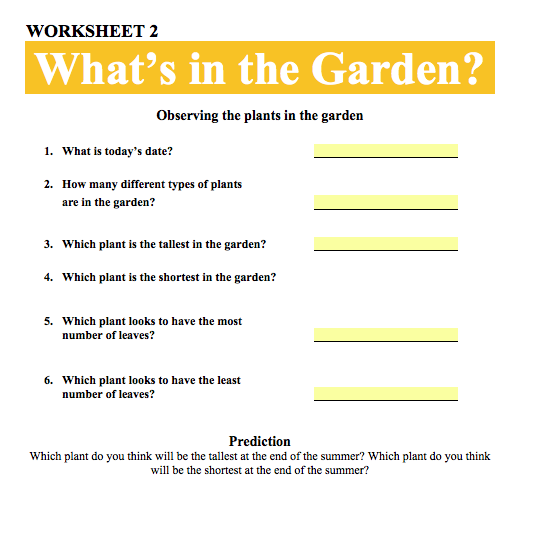 WORKSHEET 2
What's in the Garden?
Observing the plants in the garden
1. What is today's date?
2. How many different types of plants
are in the garden?
3. Which plant is the tallest in the garden?
4. Which plant is the shortest in the garden?
5. Which plant looks to have the most
number of leaves?
6. Which plant looks to have the least
number of leaves?
Prediction
Which plant do you think will be the tallest at the end of the summer? Which plant do you think
will be the shortest at the end of the summer?